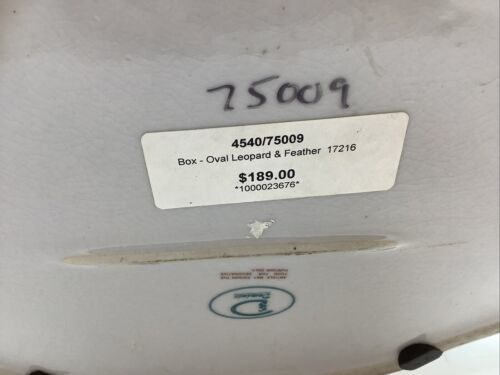 75009
4540/75009
Box - Oval Leopard & Feather 17216
$189.00
*1000023676*